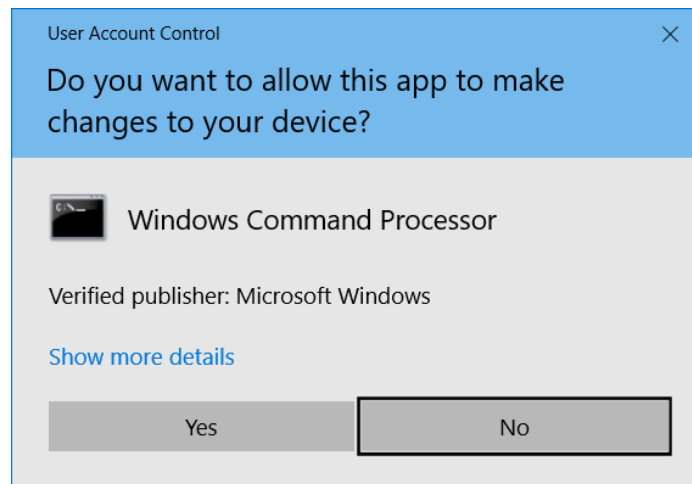 User Account Control
Do you want to allow this app to make
changes to your device?
C:\_
Windows Command Processor
Verified publisher: Microsoft Windows
Show more details
Yes
No